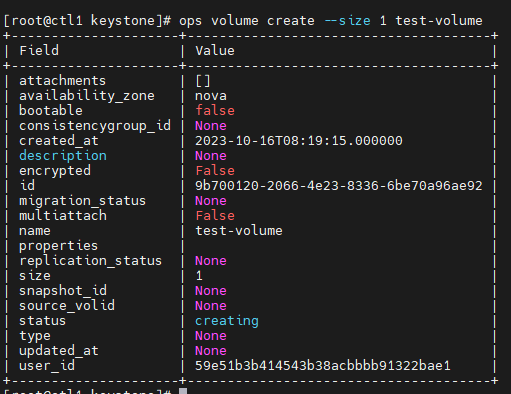 [root@ctl1 keystone]# ops volume create --size 1 test-volume
+---------------------+--------------------------------------+
| Field               | Value                                |
+---------------------+--------------------------------------+
| attachments         | []                                   |
| availability_zone   | nova                                 |
| bootable            | false                                |
| consistencygroup_id | None                                 |
| created_at          | 2023-10-16T08:19:15.000000           |
| description         | None                                 |
| encrypted           | False                                |
| id                  | 9b700120-2066-4e23-8336-6be70a96ae92 |
| migration_status    | None                                 |
| multiattach         | False                                |
| name                | test-volume                          |
| properties          |                                      |
| replication_status  | None                                 |
| size                | 1                                    |
| snapshot_id         | None                                 |
| source_volid        | None                                 |
| status              | creating                             |
| type                | None                                 |
| updated_at          | None                                 |
| user_id             | 59e51b3b414543b38acbbbb91322bae1     |
+---------------------+--------------------------------------+
[root@ctl1 keystone]#